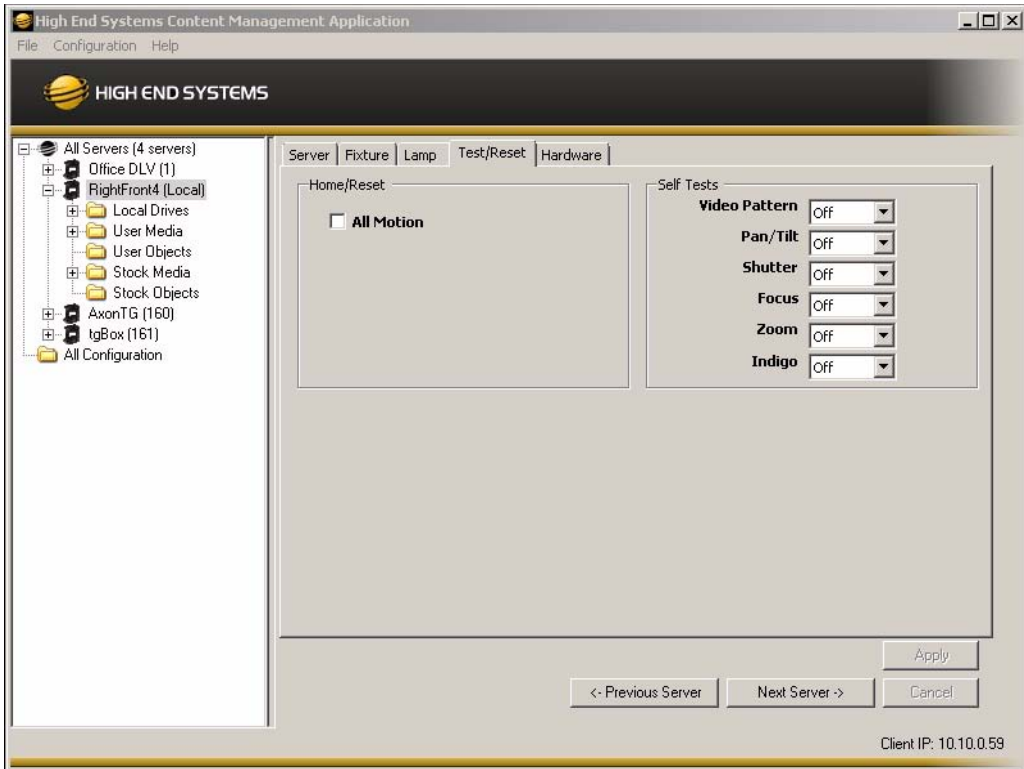 High End Systems Content Management Application
File Configuration Help
HIGH END SYSTEMS
All Servers (4 servers)
Office DLV (1)
RightFront4 (Local)
Local Drives
User Media
User Objects
Stock Media
Stock Objects
AxonTG (160)
tgBox (161)
All Configuration
Server Fixture Lamp Test/Reset Hardware
Home/Reset
All Motion
Self Tests
Video Pattern Off
Pan/Tilt Off
Shutter Off
Focus Off
Zoom Off
Indigo Off
Apply
<- Previous Server Next Server -> Cancel
Client IP: 10.10.0.59